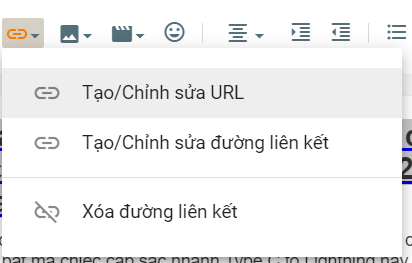 Tạo/Chỉnh sửa URL
Tạo/Chỉnh sửa đường liên kết
Xóa đường liên kết